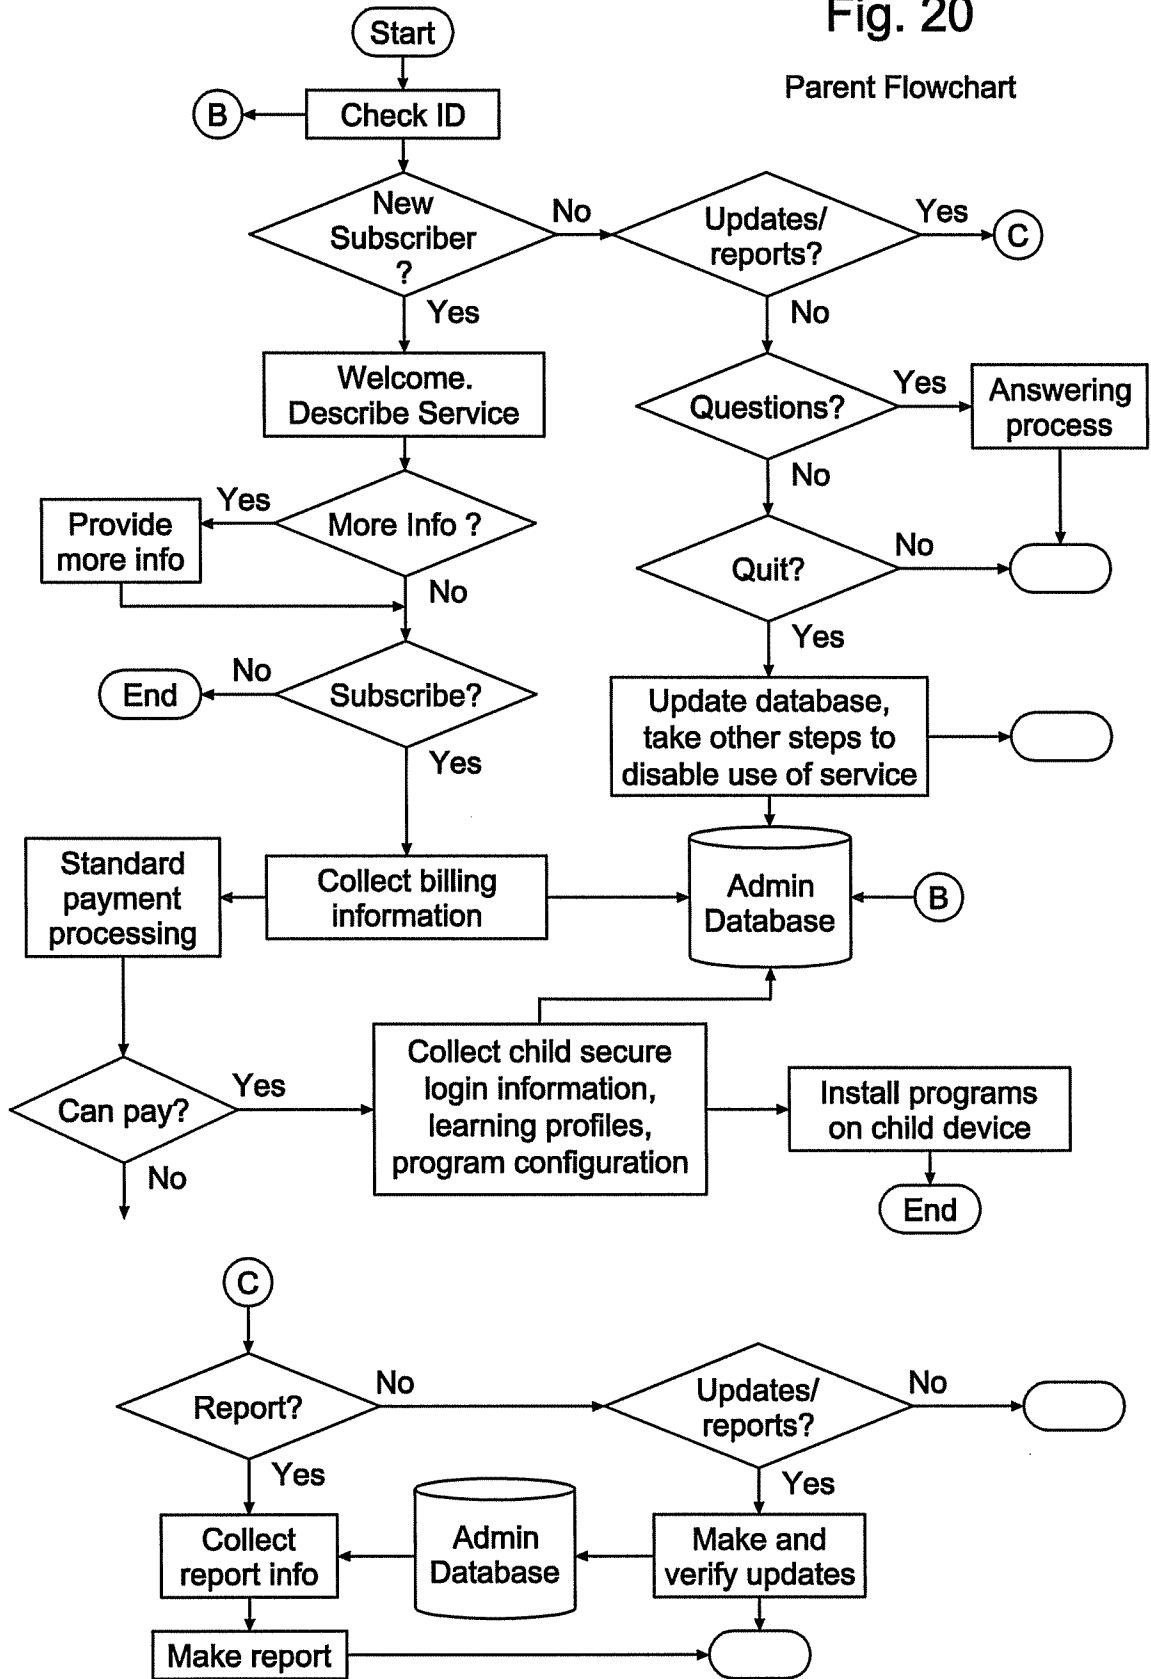 Fig. 20
Parent Flowchart
Start
B
Check ID
New
Subscriber
?
No
Updates/
reports?
Yes
C
Yes
No
Welcome.
Describe Service
Questions?
Yes
Answering
process
No
Yes
More Info ?
Provide
more info
No
Quit?
No
Yes
No
Subscribe?
End
Yes
Update database,
take other steps to
disable use of service
Standard
payment
processing
Collect billing
information
Admin
Database
B
Can pay?
Yes
No
Collect child secure
login information,
learning profiles,
program configuration
Install programs
on child device
End
C
Report?
No
Updates/
reports?
No
Yes
Yes
Collect
report info
Admin
Database
Make and
verify updates
Make report